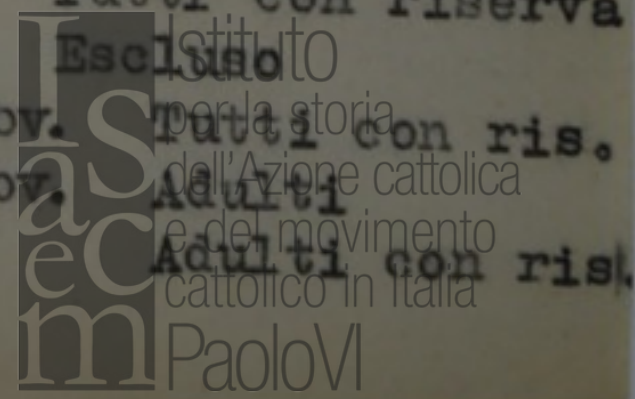 Tutti con riserva
Escluso
ov. Tutti con ris.
ov. Adulti
Adulti con ris.
Isacem
Istituto
per la storia
dell'Azione cattolica
e del movimento
cattolico in Italia
PaoloVI